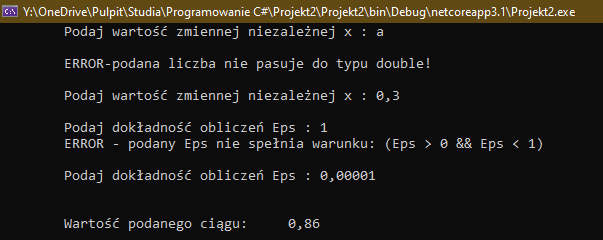 Y:\OneDrive\Pulpit\Studia\Programowanie C#\Projekt2\Projekt2\bin\Debug\netcoreapp3.1\Projekt2.exe
Podaj wartość zmiennej niezależnej x : a
ERROR-podana liczba nie pasuje do typu double!
Podaj wartość zmiennej niezależnej x : 0,3
Podaj dokładność obliczeń Eps : 1
ERROR - podany Eps nie spełnia warunku: (Eps > 0 && Eps < 1)
Podaj dokładność obliczeń Eps : 0,00001
Wartość podanego ciągu: 0,86